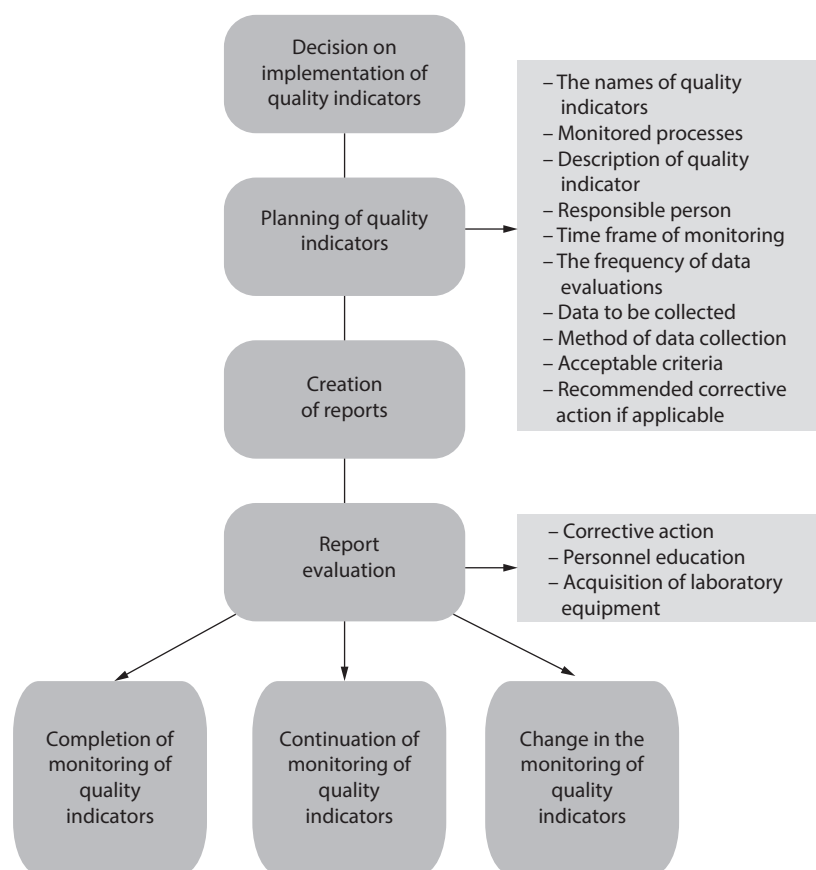 Decision on
implementation of
quality indicators
– The names of quality
indicators
– Monitored processes
– Description of quality
indicator
– Responsible person
– Time frame of monitoring
– The frequency of data
evaluations
– Data to be collected
– Method of data collection
– Acceptable criteria
– Recommended corrective
action if applicable
Planning of quality
indicators
Creation
of reports
Report
evaluation
– Corrective action
– Personnel education
– Acquisition of laboratory
equipment
Completion of
monitoring of
quality
indicators
Continuation of
monitoring of
quality
indicators
Change in the
monitoring of
quality
indicators